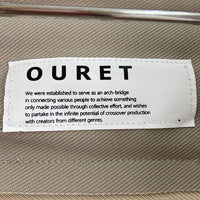 OURET
We were established to serve as an arch-bridge
in connecting various people to achieve something
only made possible through collective effort, and wishes
to partake in the infinite potential of crossover production
with creators from different genres.